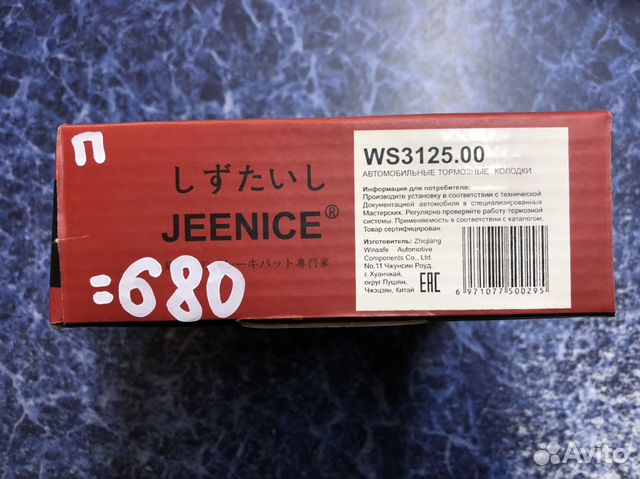 П
しずたいし
JEENICE®
ーキパット専門家
=680
WS3125.00
АВТОМОБИЛЬНЫЕ ТОРМОЗНЫЕ КОЛОДКИ
Информация для потребителя:
Производите установку в соответствии с технической
Документацией автомобиля в специализированных
Мастерских. Регулярно проверяйте работу тормозной
системы. Применяемость в соответствии с каталогом.
Товар сертифицирован.
Изготовитель: Zhojiang
Winsafe Automotive
Components Co., Ltd.
No.11 Чжунсин Роуд.
г. Хуанчжай,
округ Пуцзян,
Чжэцзян, Китай
EAC
6 971077 500295
Avito